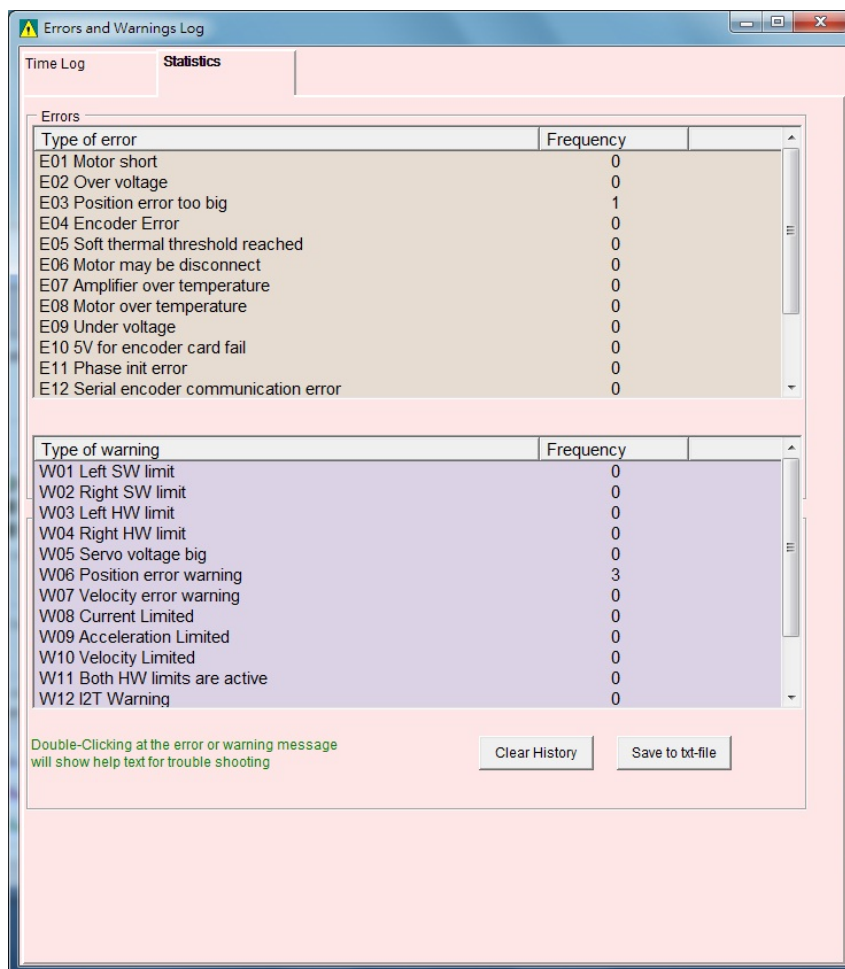 Errors and Warnings Log
Time Log Statistics
Errors
Type of error Frequency
E01 Motor short 0
E02 Over voltage 0
E03 Position error too big 1
E04 Encoder Error 0
E05 Soft thermal threshold reached 0
E06 Motor may be disconnect 0
E07 Amplifier over temperature 0
E08 Motor over temperature 0
E09 Under voltage 0
E10 5V for encoder card fail 0
E11 Phase init error 0
E12 Serial encoder communication error 0
Type of warning Frequency
W01 Left SW limit 0
W02 Right SW limit 0
W03 Left HW limit 0
W04 Right HW limit 0
W05 Servo voltage big 0
W06 Position error warning 3
W07 Velocity error warning 0
W08 Current Limited 0
W09 Acceleration Limited 0
W10 Velocity Limited 0
W11 Both HW limits are active 0
W12 I2T Warning 0
Double-Clicking at the error or warning message
will show help text for trouble shooting
Clear History Save to txt-file